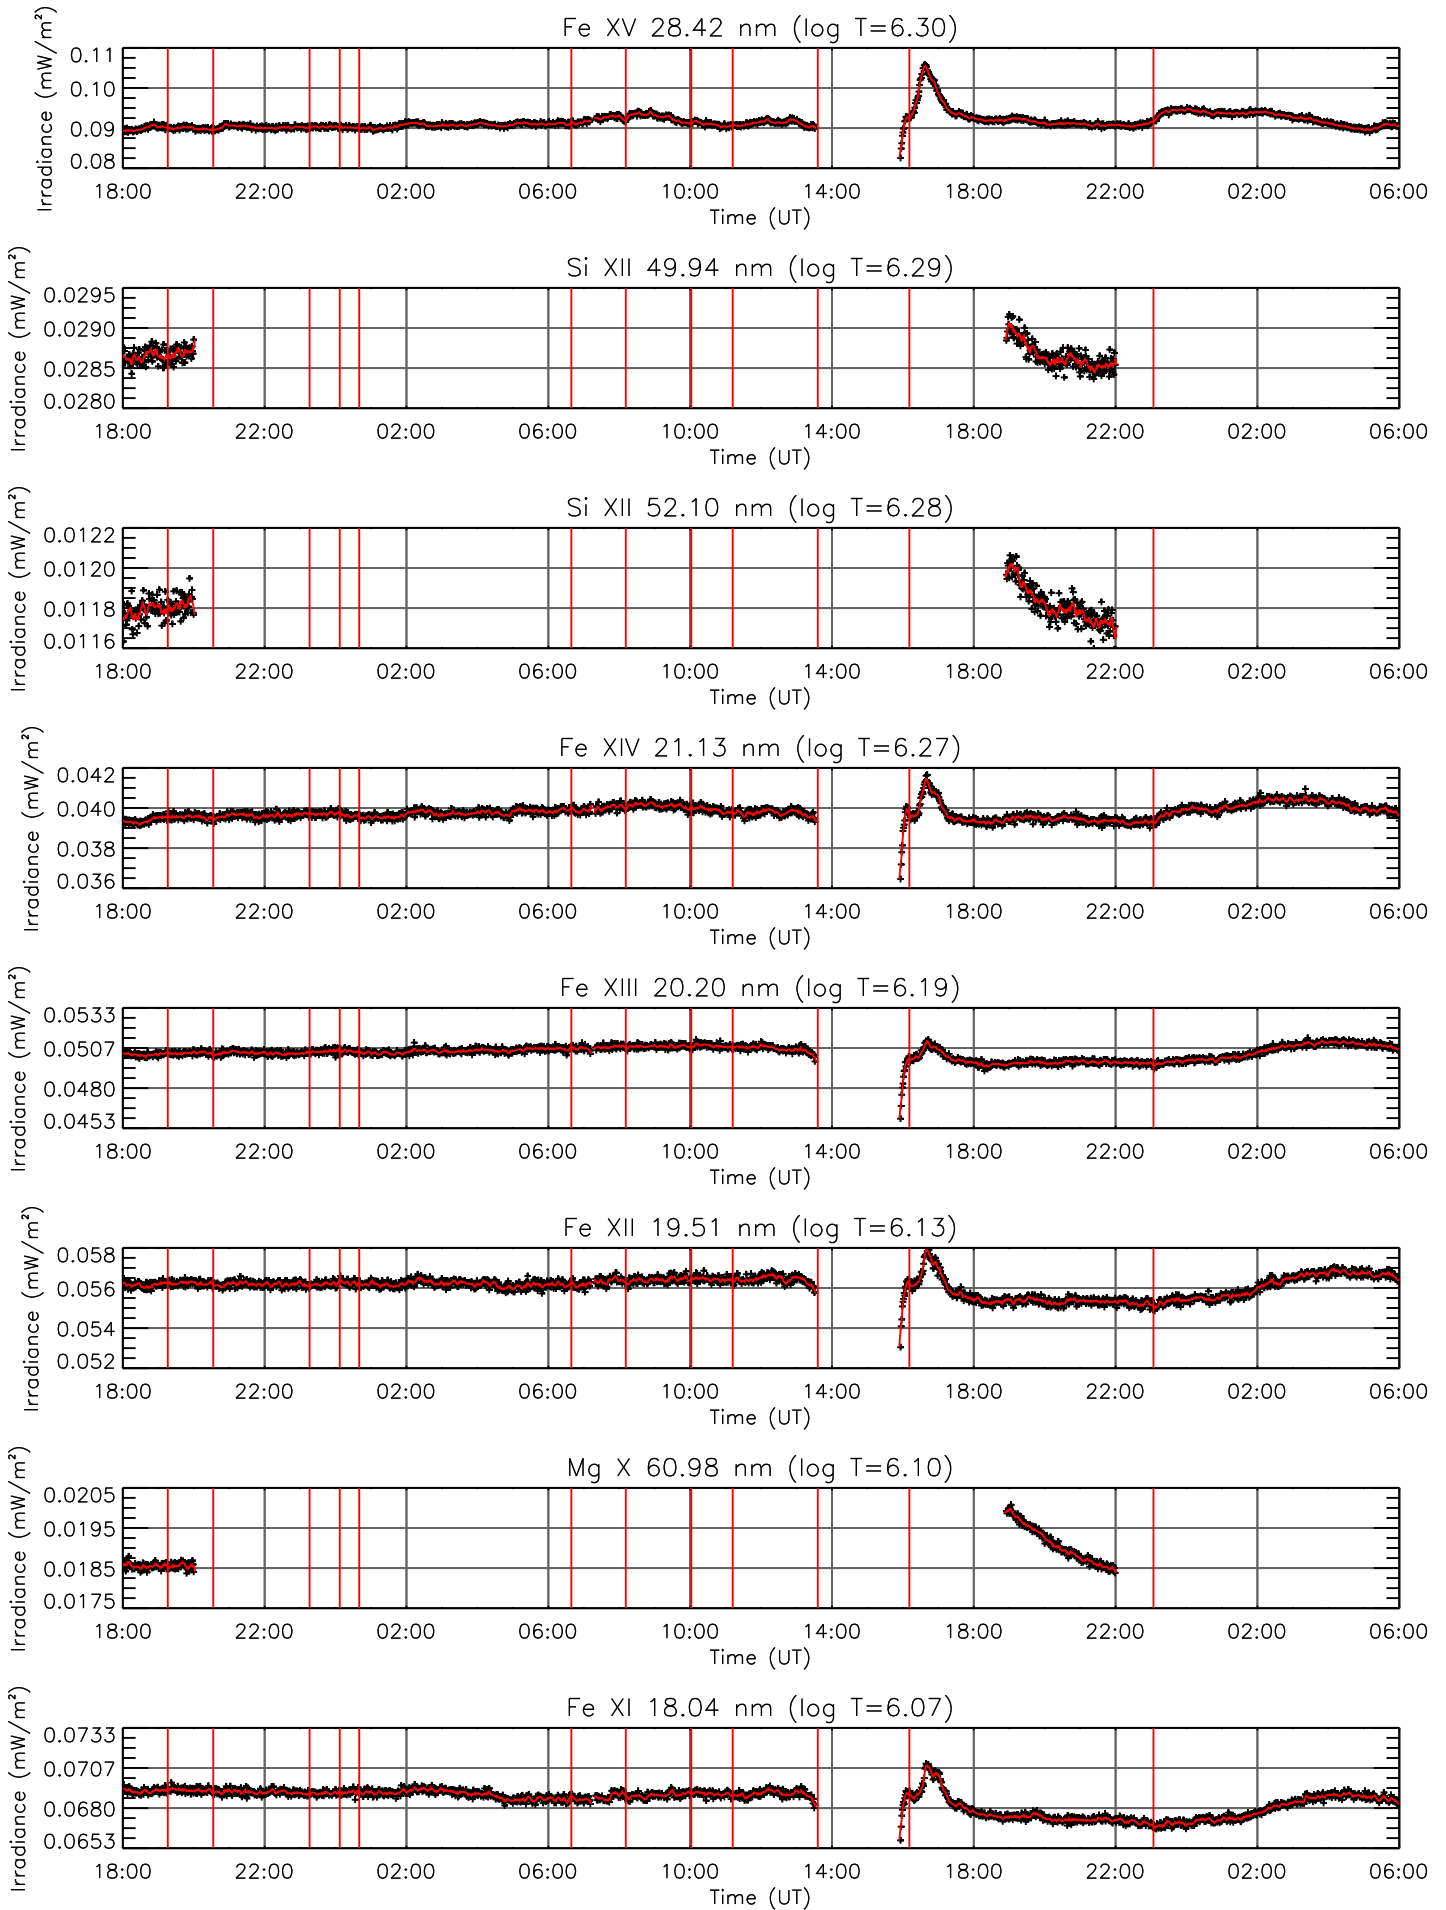 Fe XV 28.42 nm (log T=6.30)
Irradiance (mW/m²)
0.11
0.10
0.09
0.08
18:00 22:00 02:00 06:00 10:00 14:00 18:00 22:00 02:00 06:00
Time (UT)
Si XII 49.94 nm (log T=6.29)
Irradiance (mW/m²)
0.0295
0.0290
0.0285
0.0280
18:00 22:00 02:00 06:00 10:00 14:00 18:00 22:00 02:00 06:00
Time (UT)
Si XII 52.10 nm (log T=6.28)
Irradiance (mW/m²)
0.0122
0.0120
0.0118
0.0116
18:00 22:00 02:00 06:00 10:00 14:00 18:00 22:00 02:00 06:00
Time (UT)
Fe XIV 21.13 nm (log T=6.27)
Irradiance (mW/m²)
0.042
0.040
0.038
0.036
18:00 22:00 02:00 06:00 10:00 14:00 18:00 22:00 02:00 06:00
Time (UT)
Fe XIII 20.20 nm (log T=6.19)
Irradiance (mW/m²)
0.0533
0.0507
0.0480
0.0453
18:00 22:00 02:00 06:00 10:00 14:00 18:00 22:00 02:00 06:00
Time (UT)
Fe XII 19.51 nm (log T=6.13)
Irradiance (mW/m²)
0.058
0.056
0.054
0.052
18:00 22:00 02:00 06:00 10:00 14:00 18:00 22:00 02:00 06:00
Time (UT)
Mg X 60.98 nm (log T=6.10)
Irradiance (mW/m²)
0.0205
0.0195
0.0185
0.0175
18:00 22:00 02:00 06:00 10:00 14:00 18:00 22:00 02:00 06:00
Time (UT)
Fe XI 18.04 nm (log T=6.07)
Irradiance (mW/m²)
0.0733
0.0707
0.0680
0.0653
18:00 22:00 02:00 06:00 10:00 14:00 18:00 22:00 02:00 06:00
Time (UT)